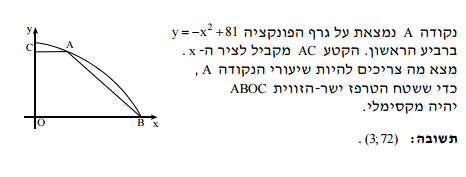 נקודה A נמצאת על גרף הפונקציה y = −x² + 81
ברביע הראשון. הקטע AC מקביל לציר ה- x .
מצא מה צריכים להיות שיעורי הנקודה A ,
כדי ששטח הטרפז ישר-הזווית ABOC
יהיה מקסימלי.
תשובה: (3;72) .
y
C
A
O
B
x